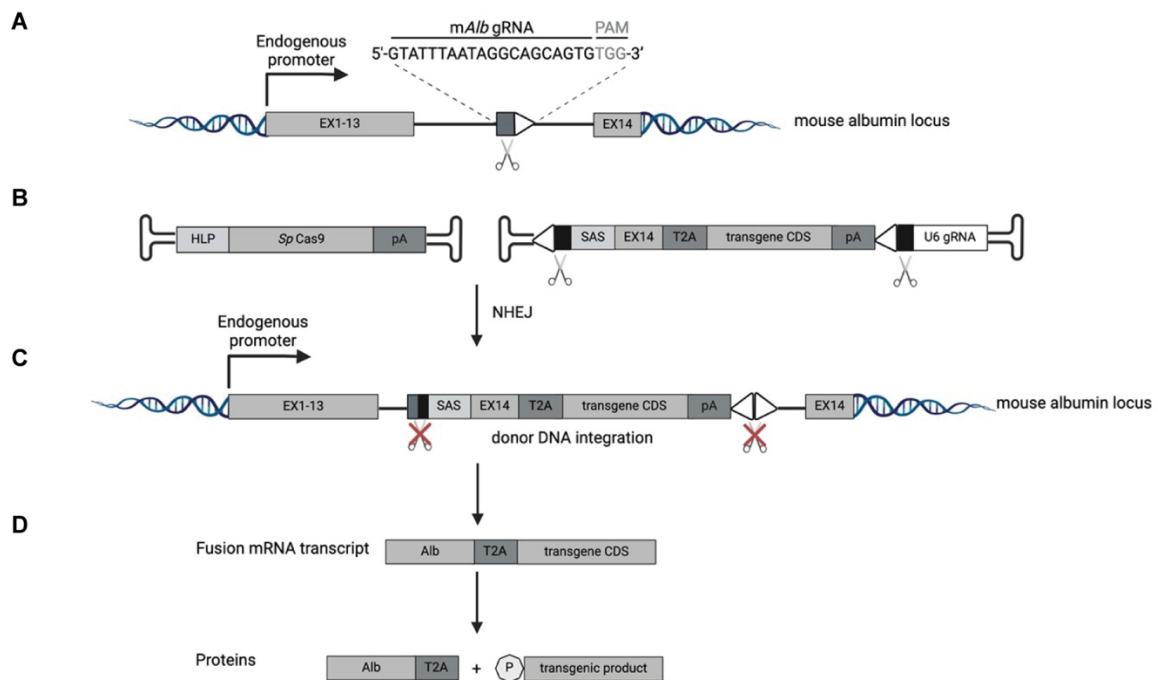 A
mAlb gRNA PAM
Endogenous
promoter
5'-GTATTTAATAGGCAGCAGTGTGG-3'
EX1-13 EX14 mouse albumin locus
B
HLP Sp Cas9 pA SAS EX14 T2A transgene CDS pA U6 gRNA
NHEJ
C
Endogenous
promoter
EX1-13 SAS EX14 T2A transgene CDS pA EX14 mouse albumin locus
donor DNA integration
D
Fusion mRNA transcript Alb T2A transgene CDS
Proteins Alb T2A + P transgenic product